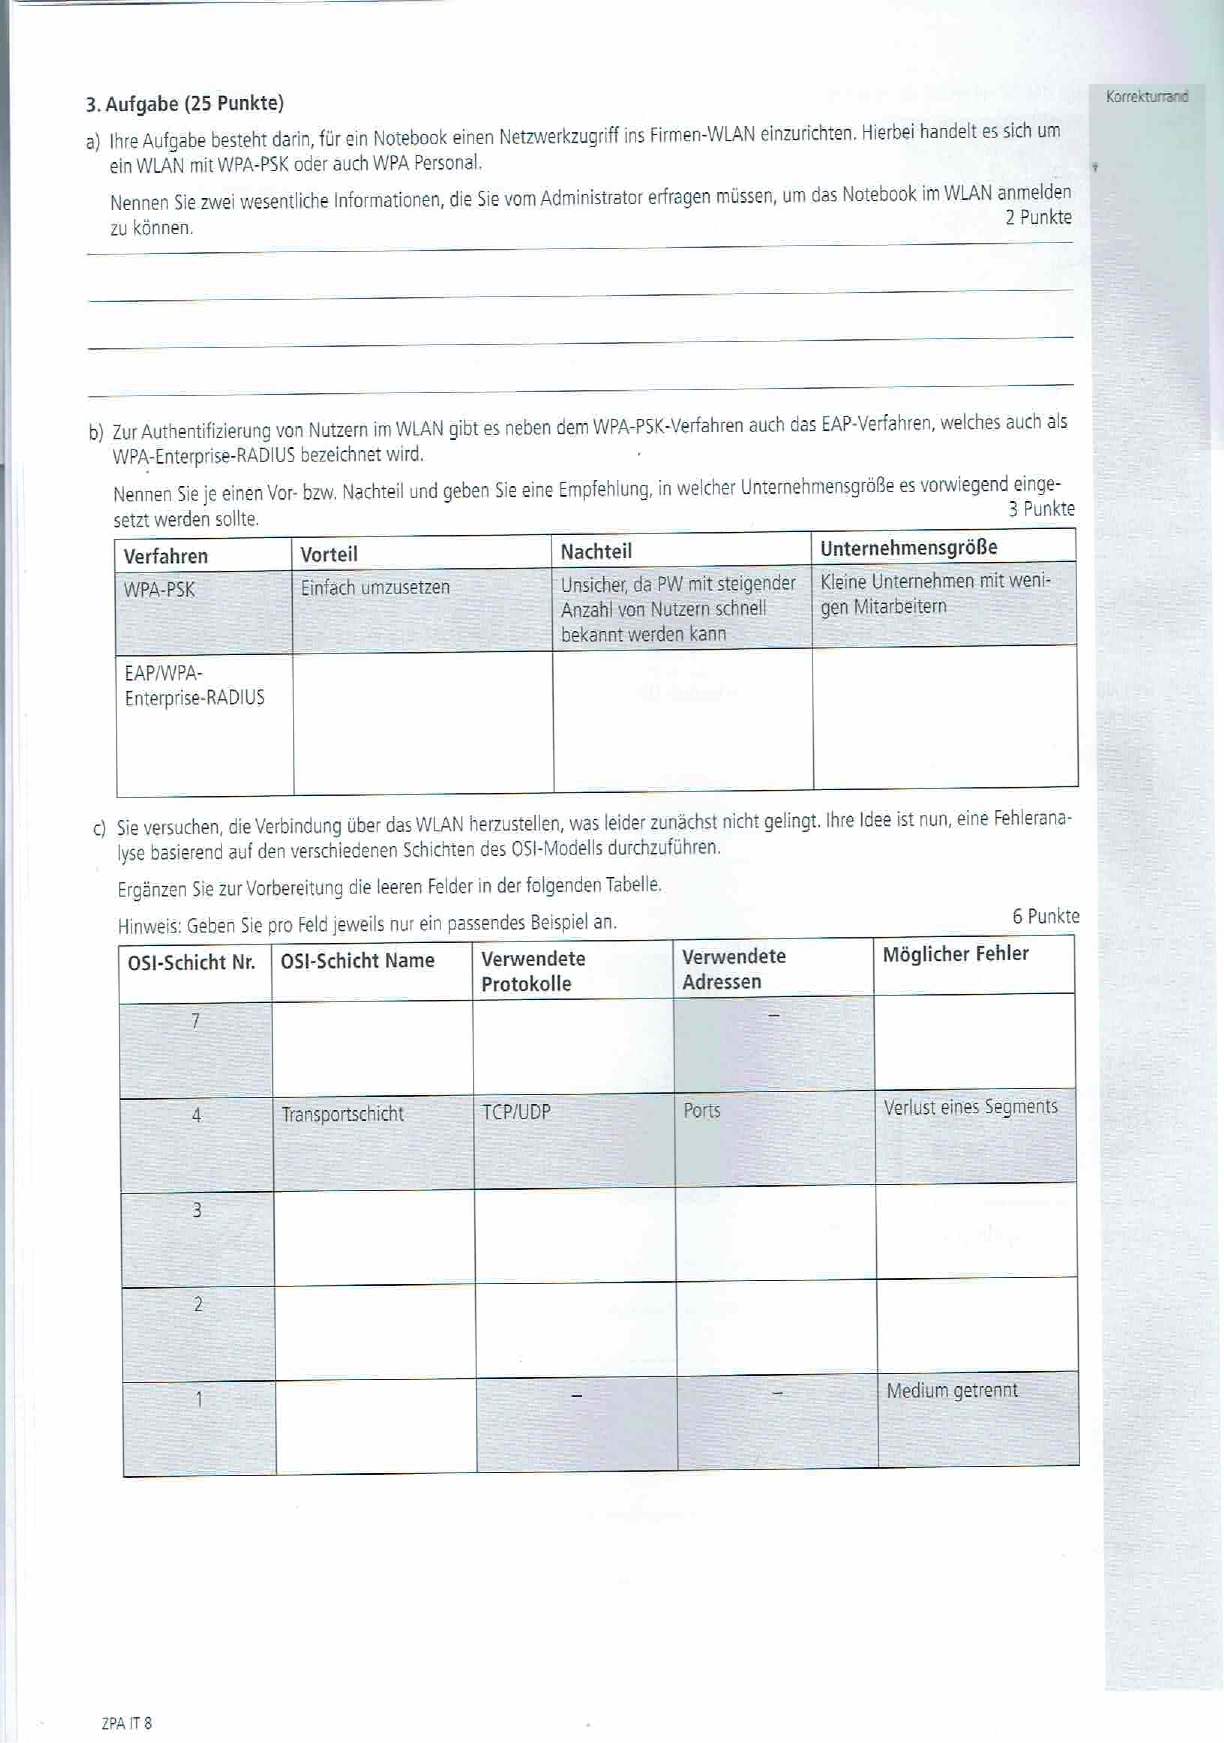 Korrekturrand
3. Aufgabe (25 Punkte)
a) Ihre Aufgabe besteht darin, für ein Notebook einen Netzwerkzugriff ins Firmen-WLAN einzurichten. Hierbei handelt es sich um
ein WLAN mit WPA-PSK oder auch WPA Personal.
Nennen Sie zwei wesentliche Informationen, die Sie vom Administrator erfragen müssen, um das Notebook im WLAN anmelden
zu können. 2 Punkte
b) Zur Authentifizierung von Nutzern im WLAN gibt es neben dem WPA-PSK-Verfahren auch das EAP-Verfahren, welches auch als
WPA-Enterprise-RADIUS bezeichnet wird.
Nennen Sie je einen Vor- bzw. Nachteil und geben Sie eine Empfehlung, in welcher Unternehmensgröße es vorwiegend einge-
setzt werden sollte. 3 Punkte
Verfahren Vorteil Nachteil Unternehmensgröße
WPA-PSK Einfach umzusetzen Unsicher, da PW mit steigender Kleine Unternehmen mit weni-
Anzahl von Nutzern schnell gen Mitarbeitern
bekannt werden kann
EAP/WPA-
Enterprise-RADIUS
c) Sie versuchen, die Verbindung über das WLAN herzustellen, was leider zunächst nicht gelingt. Ihre Idee ist nun, eine Fehlerana-
lyse basierend auf den verschiedenen Schichten des OSI-Modells durchzuführen.
Ergänzen Sie zur Vorbereitung die leeren Felder in der folgenden Tabelle.
Hinweis: Geben Sie pro Feld jeweils nur ein passendes Beispiel an. 6 Punkte
OSI-Schicht Nr. OSI-Schicht Name Verwendete Verwendete Möglicher Fehler
Protokolle Adressen
7 –
4 Transportschicht TCP/UDP Ports Verlust eines Segments
3
2
1 – – Medium getrennt
ZPA IT 8